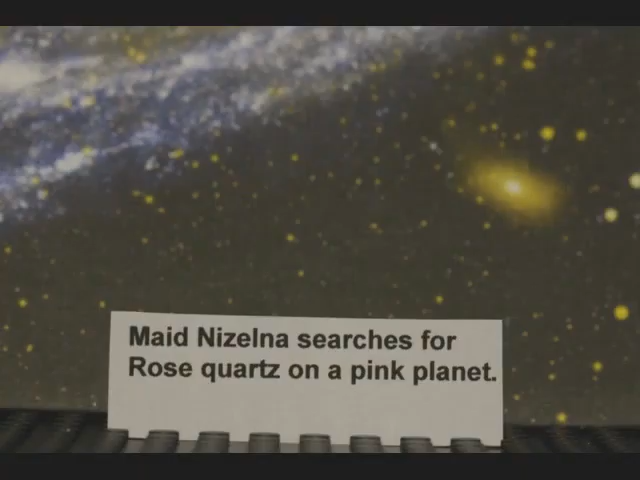 Maid Nizelna searches for
Rose quartz on a pink planet.